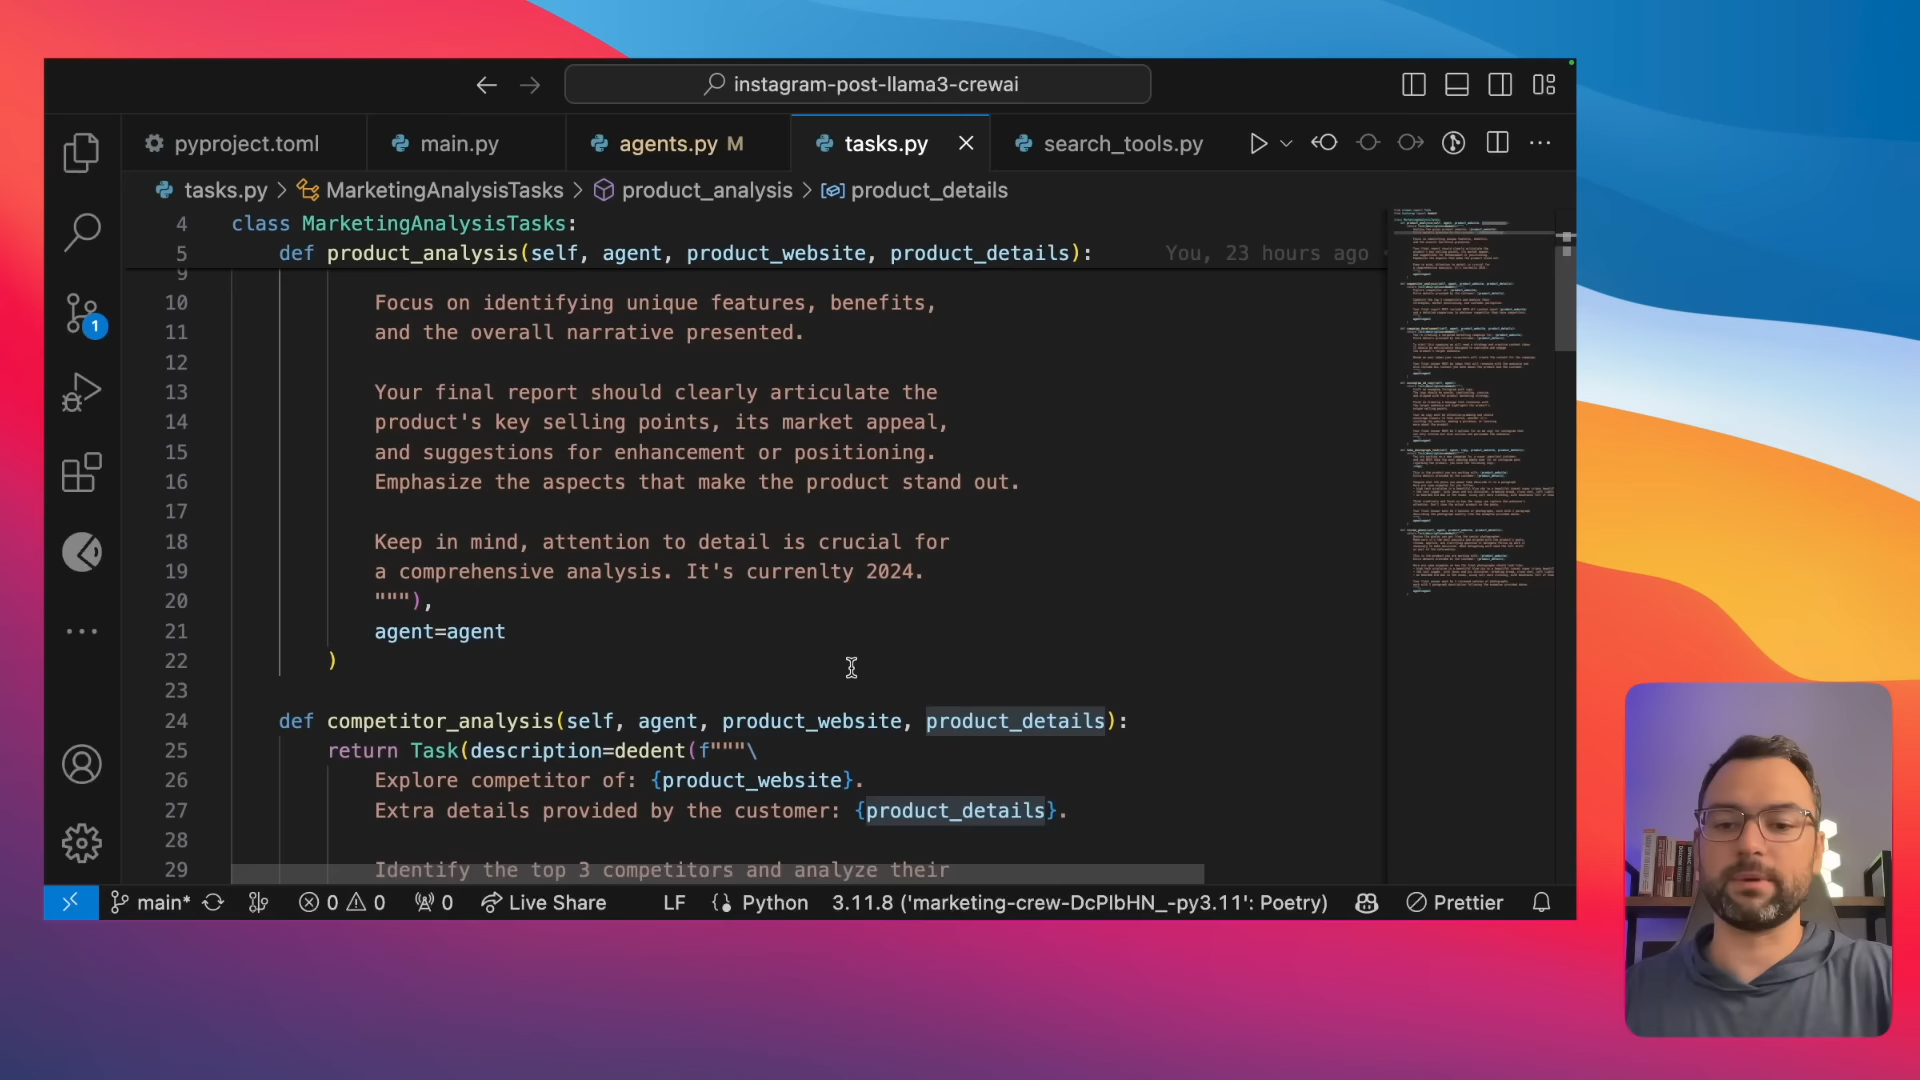 instagram-post-llama3-crewai
pyproject.toml
main.py
agents.py M
tasks.py
search_tools.py
tasks.py > MarketingAnalysisTasks > product_analysis > product_details
4 class MarketingAnalysisTasks:
5 def product_analysis(self, agent, product_website, product_details): You, 23 hours ago
9
10 Focus on identifying unique features, benefits,
11 and the overall narrative presented.
12
13 Your final report should clearly articulate the
14 product's key selling points, its market appeal,
15 and suggestions for enhancement or positioning.
16 Emphasize the aspects that make the product stand out.
17
18 Keep in mind, attention to detail is crucial for
19 a comprehensive analysis. It's currenlty 2024.
20 """),
21 agent=agent
22 )
23
24 def competitor_analysis(self, agent, product_website, product_details):
25 return Task(description=dedent(f"""\
26 Explore competitor of: {product_website}.
27 Extra details provided by the customer: {product_details}.
28
29 Identify the top 3 competitors and analyze their
1
main* 0 0 0 Live Share LF Python 3.11.8 ('marketing-crew-DcPlbHN_-py3.11': Poetry) Prettier